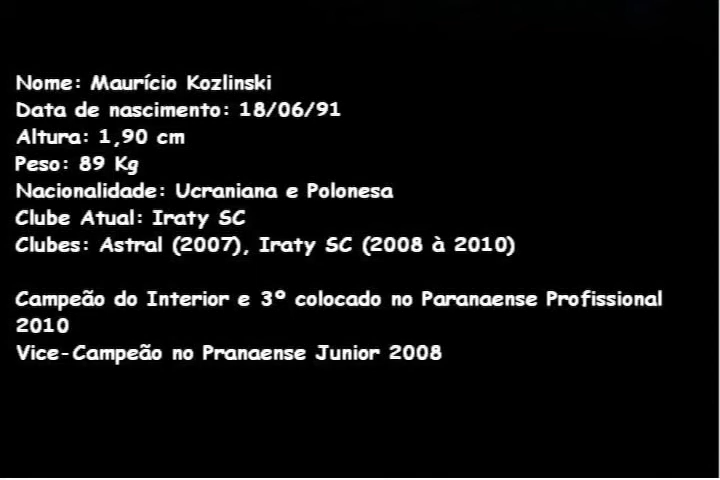 Nome: Maurício Kozlinski
Data de nascimento: 18/06/91
Altura: 1,90 cm
Peso: 89 Kg
Nacionalidade: Ucraniana e Polonesa
Clube Atual: Iraty SC
Clubes: Astral (2007), Iraty SC (2008 à 2010)
Campeão do Interior e 3º colocado no Paranaense Profissional
2010
Vice-Campeão no Pranaense Junior 2008